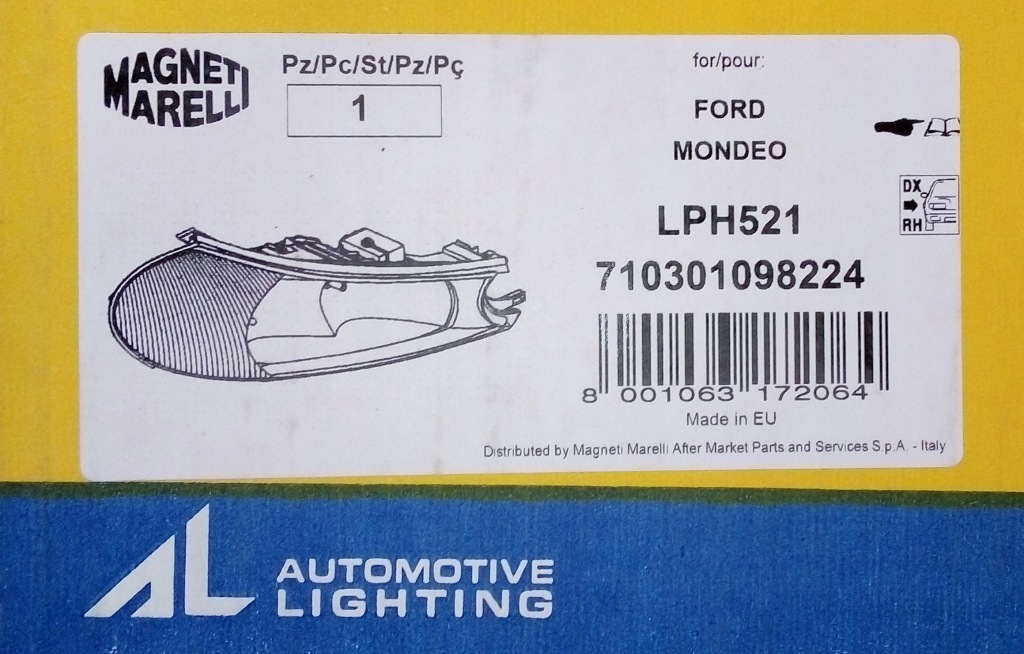 MAGNETI
MARELLI
Pz/Pc/St/Pz/Pç
1
for/pour:
FORD
MONDEO
DX
RH
LPH521
710301098224
8 001063 172064
Made in EU
Distributed by Magneti Marelli After Market Parts and Services S.p.A. - Italy
AL
AUTOMOTIVE
LIGHTING